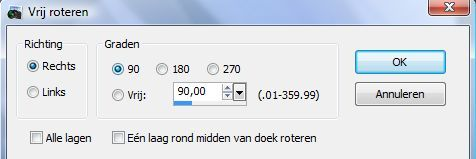 Vrij roteren
Richting
Graden
Rechts
90 180 270
OK
Links
Vrij: 90,00 (.01-359.99)
Annuleren
Alle lagen
Eén laag rond midden van doek roteren